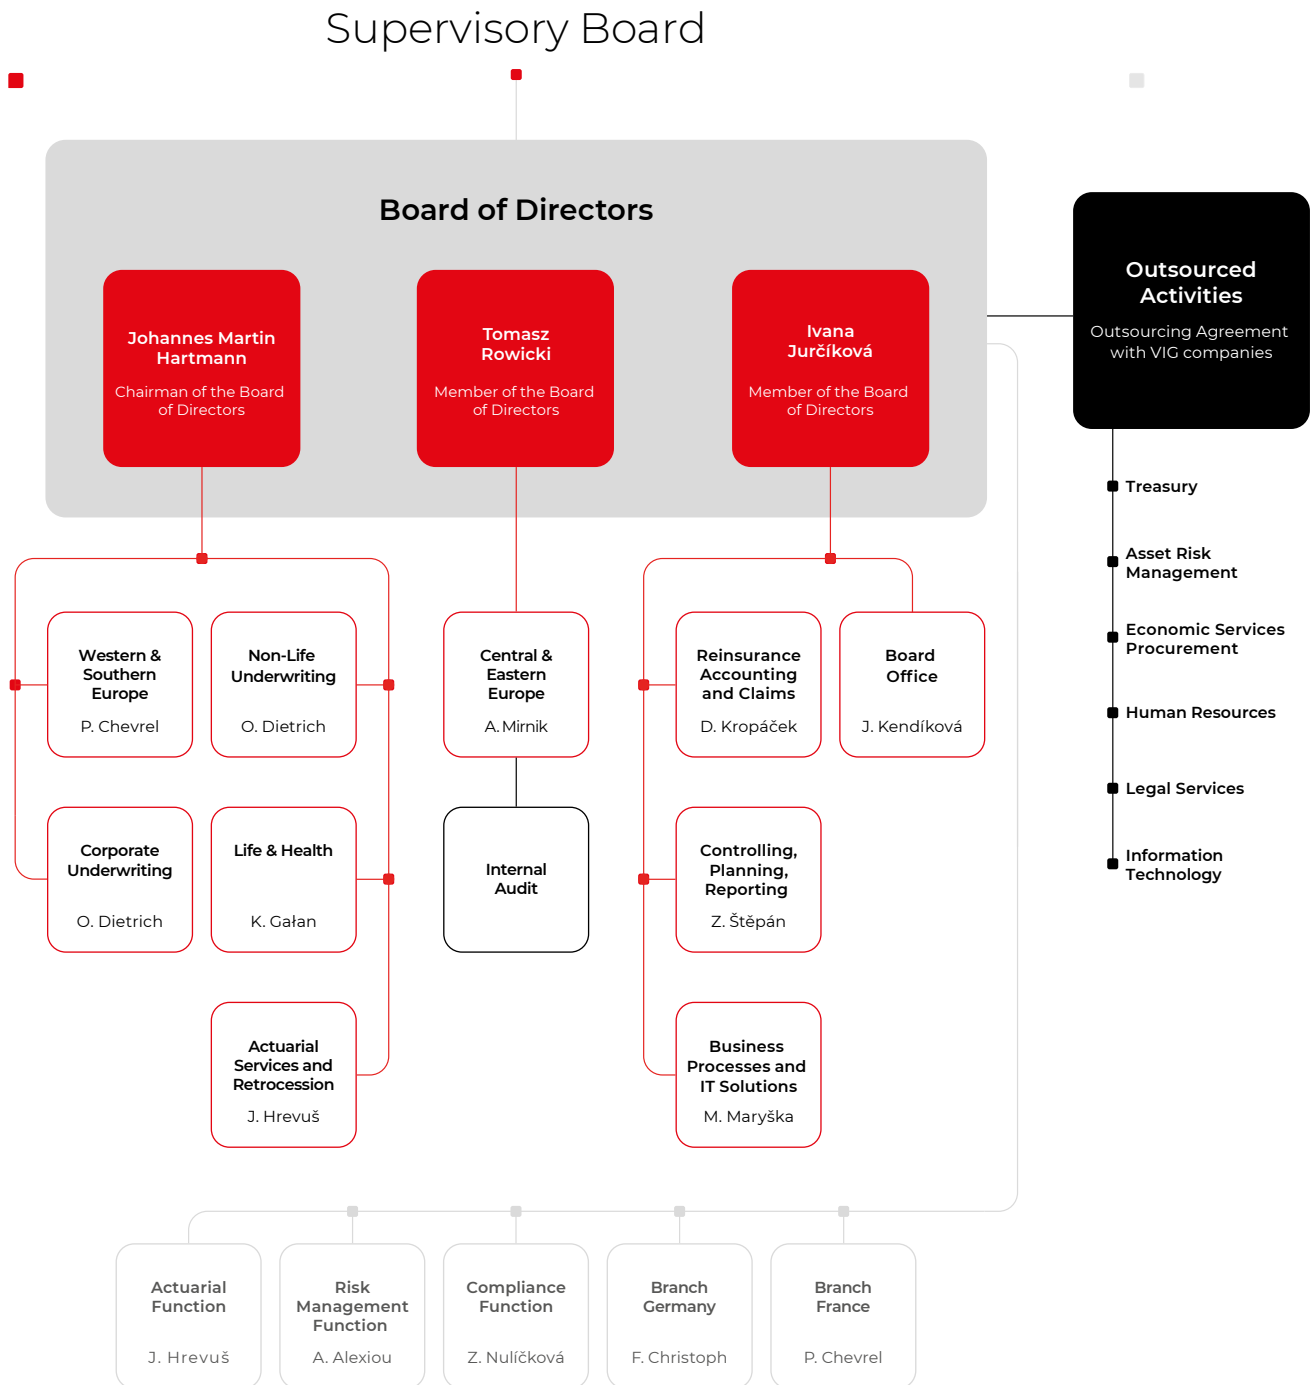 Supervisory Board
Board of Directors
Johannes Martin
Hartmann
Chairman of the Board
of Directors
Tomasz
Rowicki
Member of the Board
of Directors
Ivana
Jurčíková
Member of the Board
of Directors
Outsourced
Activities
Outsourcing Agreement
with VIG companies
Treasury
Asset Risk
Management
Economic Services
Procurement
Human Resources
Legal Services
Information
Technology
Western &
Southern
Europe
P. Chevrel
Non-Life
Underwriting
O. Dietrich
Central &
Eastern
Europe
A. Mirnik
Reinsurance
Accounting
and Claims
D. Kropáček
Board
Office
J. Kendíková
Corporate
Underwriting
O. Dietrich
Life & Health
K. Gałan
Internal
Audit
Controlling,
Planning,
Reporting
Z. Štěpán
Actuarial
Services and
Retrocession
J. Hrevuš
Business
Processes and
IT Solutions
M. Maryška
Actuarial
Function
J. Hrevuš
Risk
Management
Function
A. Alexiou
Compliance
Function
Z. Nulíčková
Branch
Germany
F. Christoph
Branch
France
P. Chevrel